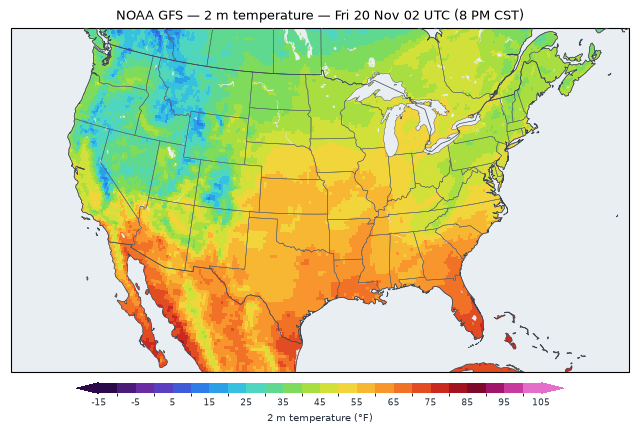 NOAA GFS — 2 m temperature — Fri 20 Nov 02 UTC (8 PM CST)
-15 -5 5 15 25 35 45 55 65 75 85 95 105
2 m temperature (°F)